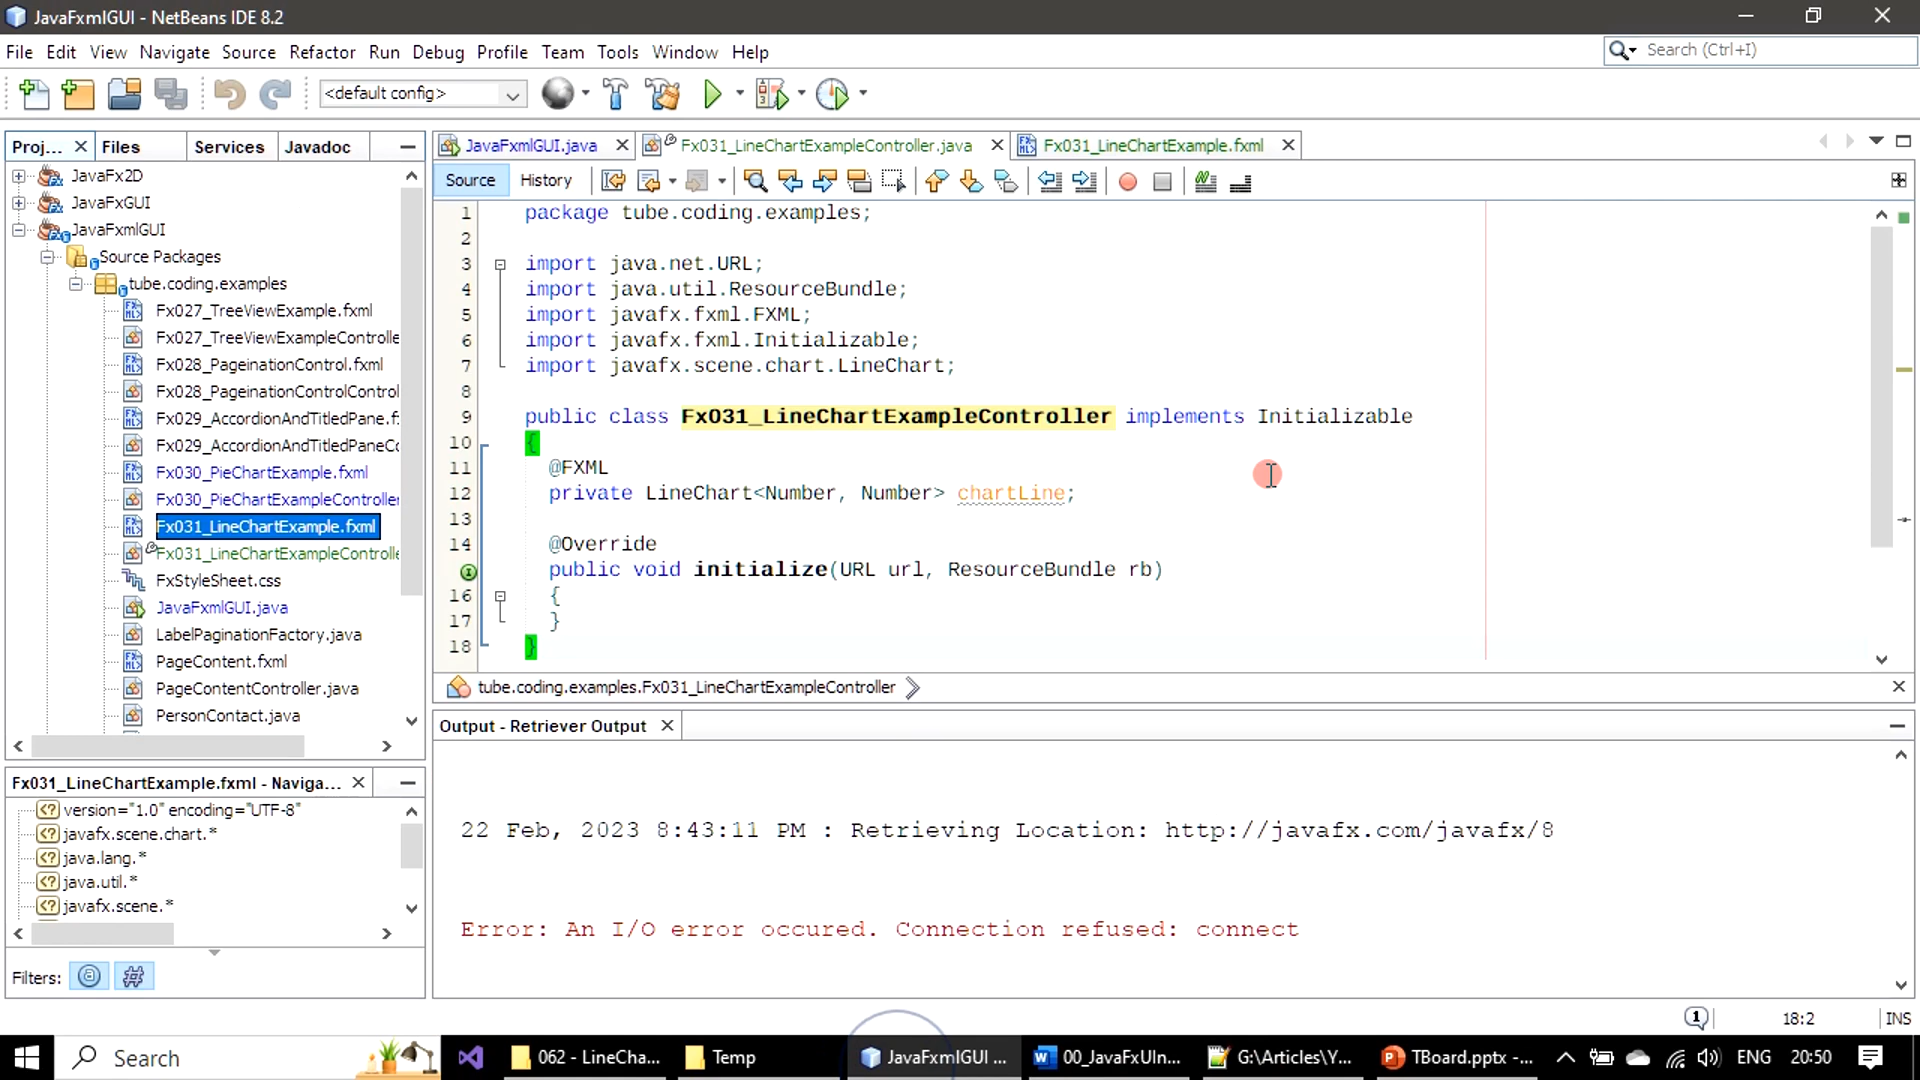 JavaFxmlGUI - NetBeans IDE 8.2
File Edit View Navigate Source Refactor Run Debug Profile Team Tools Window Help
Search (Ctrl+I)
<default config>
Proj... Files Services Javadoc
JavaFx2D
JavaFxGUI
JavaFxmlGUI
Source Packages
tube.coding.examples
Fx027_TreeViewExample.fxml
Fx027_TreeViewExampleControlle
Fx028_PageinationControl.fxml
Fx028_PageinationControlControl
Fx029_AccordionAndTitledPane.f
Fx029_AccordionAndTitledPaneCo
Fx030_PieChartExample.fxml
Fx030_PieChartExampleController
Fx031_LineChartExample.fxml
Fx031_LineChartExampleControlle
FxStyleSheet.css
JavaFxmlGUI.java
LabelPaginationFactory.java
PageContent.fxml
PageContentController.java
PersonContact.java
Fx031_LineChartExample.fxml - Naviga...
version="1.0" encoding="UTF-8"
javafx.scene.chart.*
java.lang.*
java.util.*
javafx.scene.*
Filters:
JavaFxmlGUI.java Fx031_LineChartExampleController.java Fx031_LineChartExample.fxml
Source History
1 package tube.coding.examples;
2
3 import java.net.URL;
4 import java.util.ResourceBundle;
5 import javafx.fxml.FXML;
6 import javafx.fxml.Initializable;
7 import javafx.scene.chart.LineChart;
8
9 public class Fx031_LineChartExampleController implements Initializable
10 {
11 @FXML
12 private LineChart<Number, Number> chartLine;
13
14 @Override
public void initialize(URL url, ResourceBundle rb)
16 {
17 }
18 }
tube.coding.examples.Fx031_LineChartExampleController
Output - Retriever Output
22 Feb, 2023 8:43:11 PM : Retrieving Location: http://javafx.com/javafx/8
Error: An I/O error occured. Connection refused: connect
1 18:2 INS
Search 062 - LineCha... Temp JavaFxmlGUI ... 00_JavaFxUIn... G:\Articles\Y... TBoard.pptx -... ENG 20:50